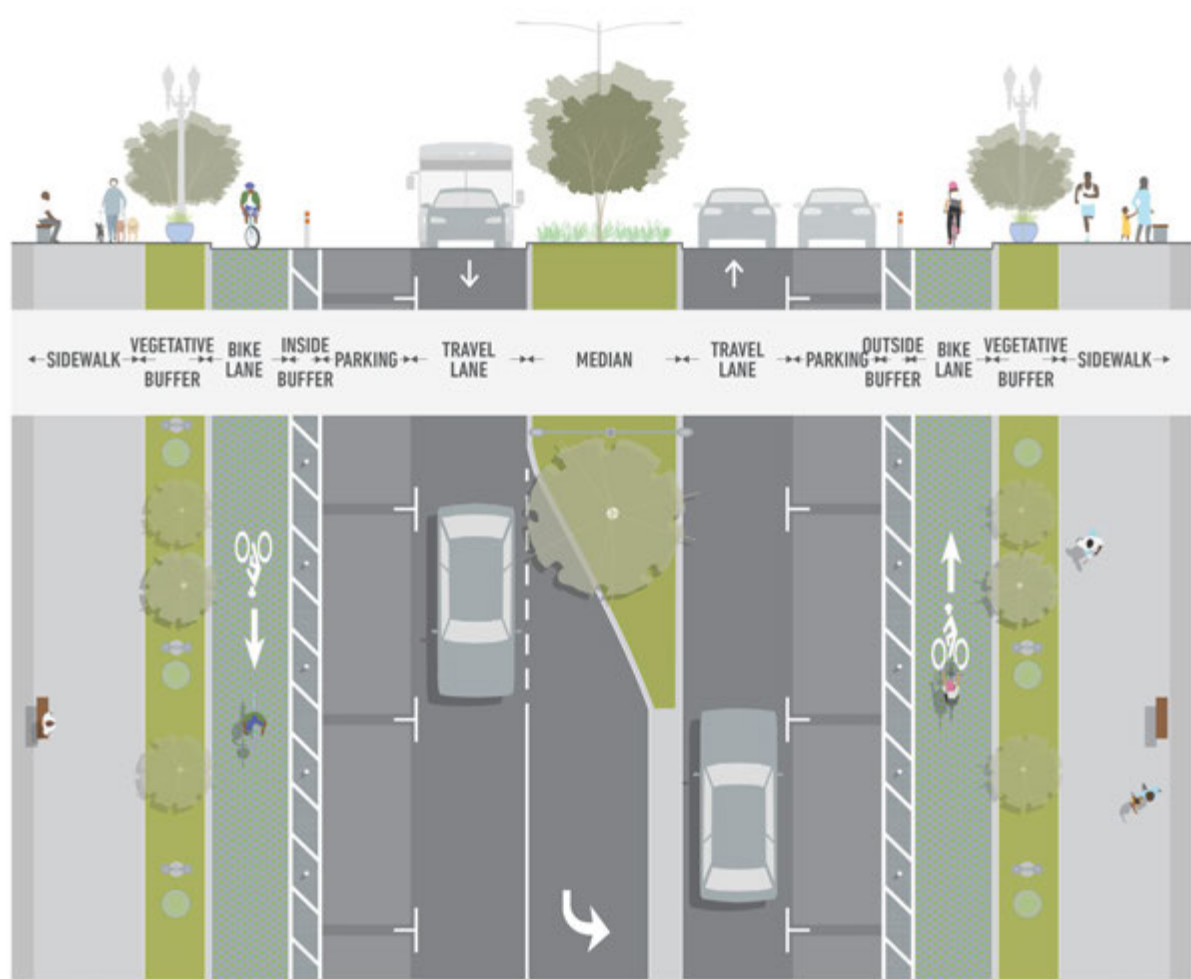 SIDEWALK
VEGETATIVE
BUFFER
BIKE
LANE
INSIDE
BUFFER
PARKING
TRAVEL
LANE
MEDIAN
TRAVEL
LANE
PARKING
OUTSIDE
BUFFER
BIKE
LANE
VEGETATIVE
BUFFER
SIDEWALK